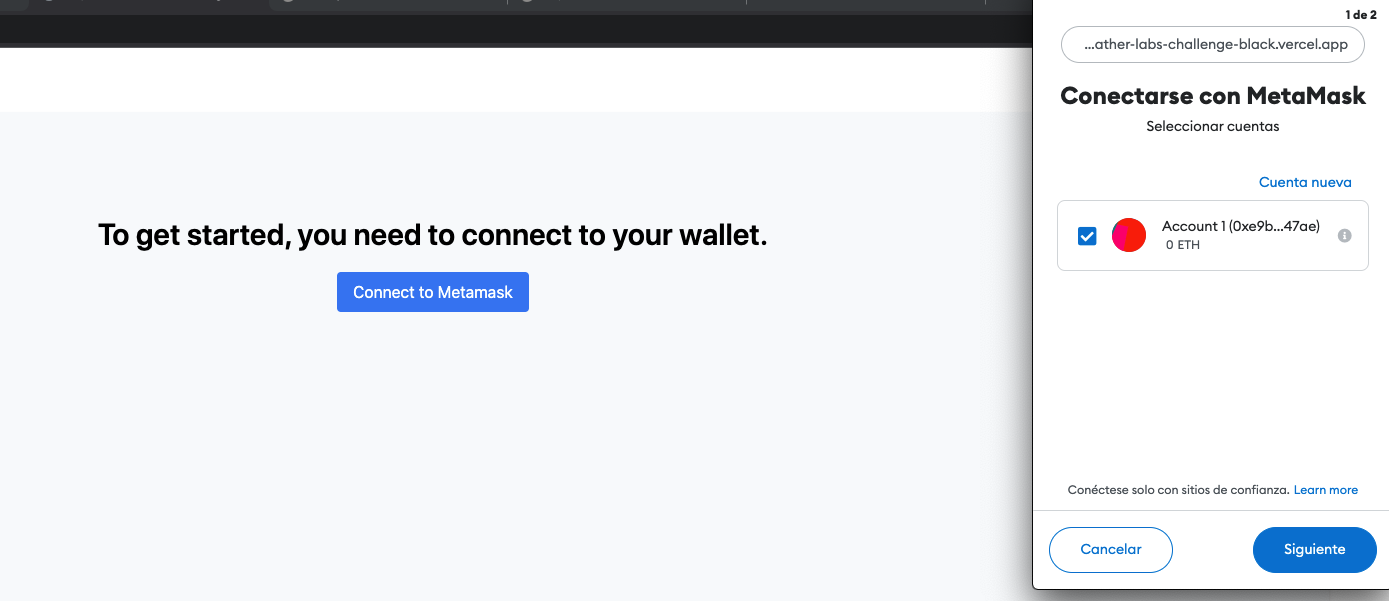 To get started, you need to connect to your wallet.
Connect to Metamask
1 de 2
...ather-labs-challenge-black.vercel.app
Conectarse con MetaMask
Seleccionar cuentas
Cuenta nueva
Account 1 (0xe9b...47ae)
0 ETH
Conéctese solo con sitios de confianza. Learn more
Cancelar
Siguiente